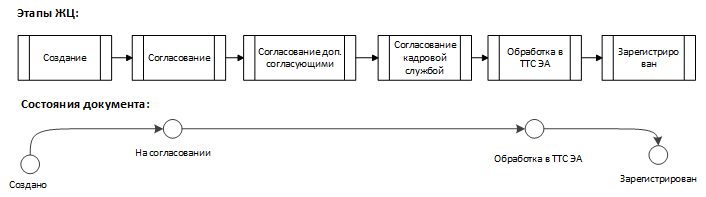 Этапы ЖЦ:
Создание
Согласование
Согласование доп.
согласующими
Согласование
кадровой
службой
Обработка в
ТТС ЭА
Зарегистриро
ван
Состояния документа:
Создано
На согласовании
Обработка в ТТС ЭА
Зарегистрирован